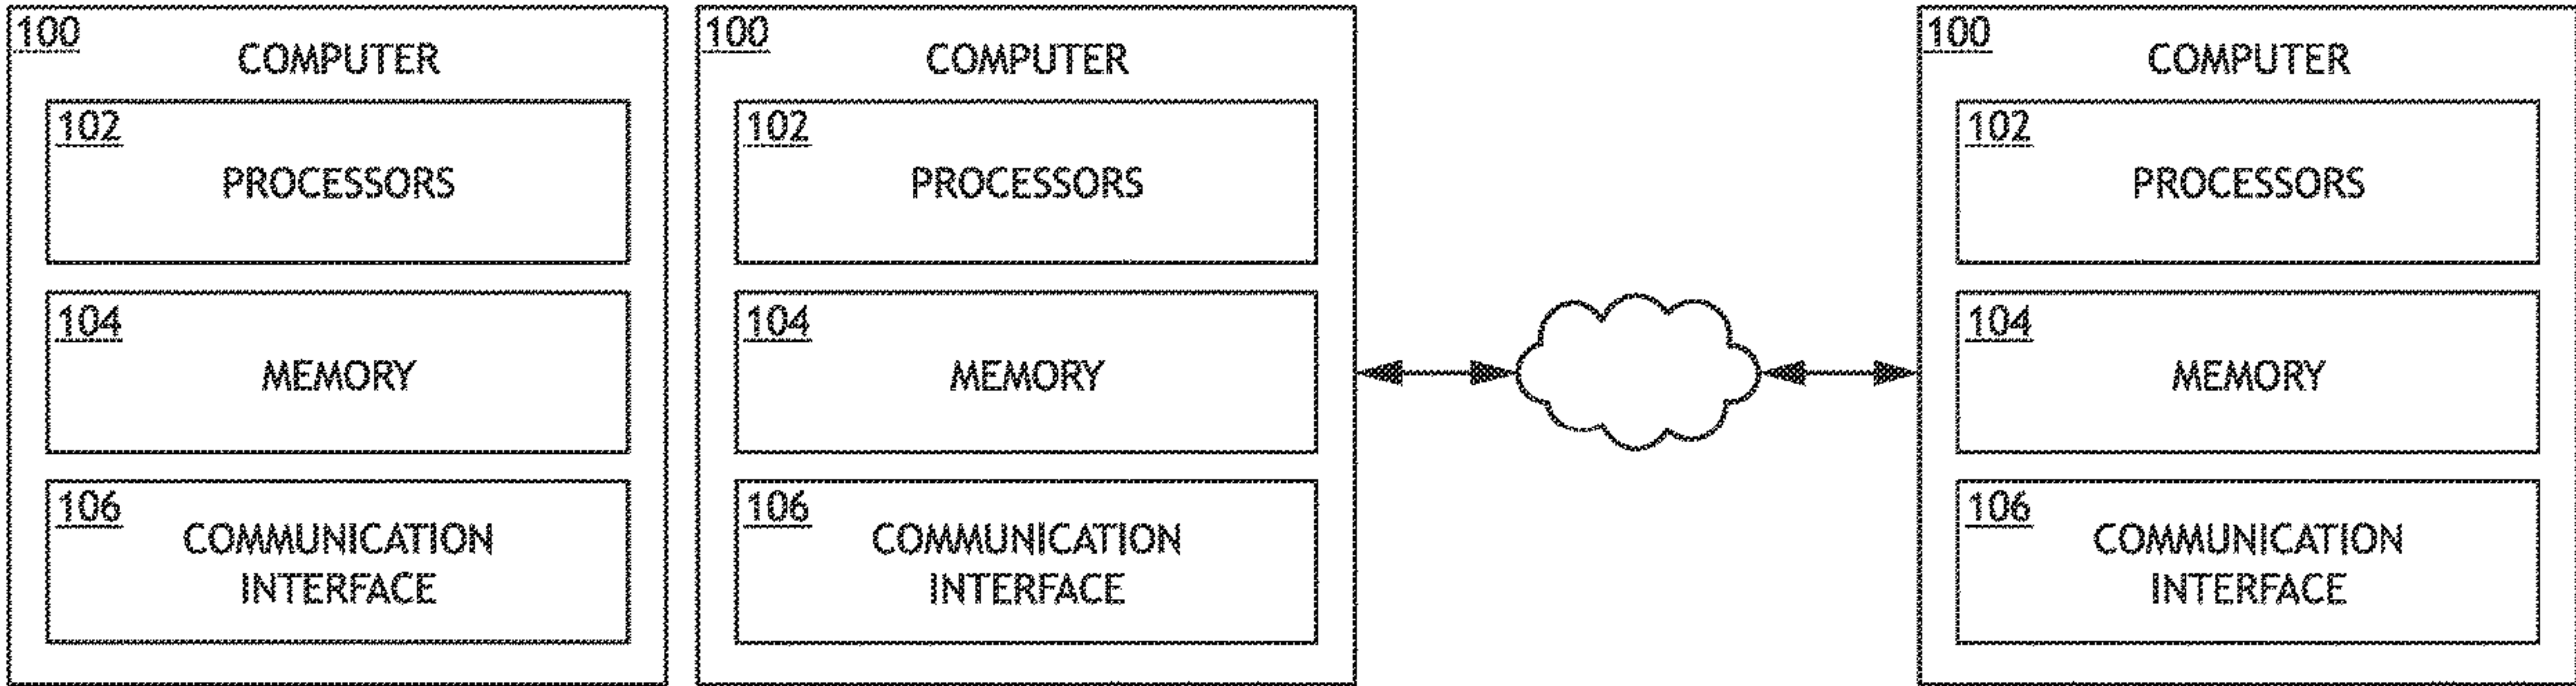 100
COMPUTER
102
PROCESSORS
104
MEMORY
106
COMMUNICATION
INTERFACE
100
COMPUTER
102
PROCESSORS
104
MEMORY
106
COMMUNICATION
INTERFACE
100
COMPUTER
102
PROCESSORS
104
MEMORY
106
COMMUNICATION
INTERFACE